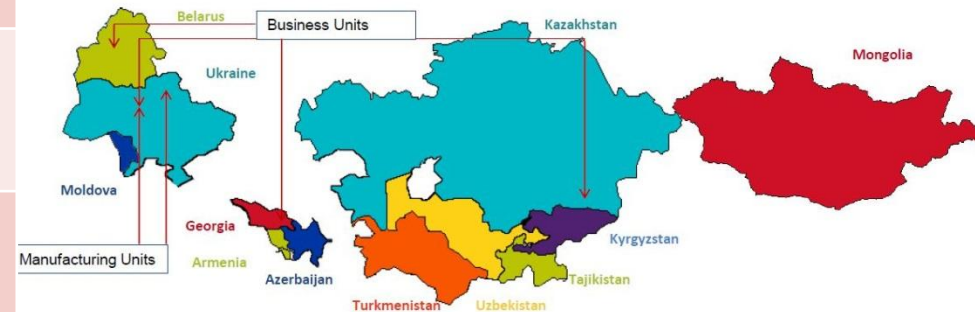 Belarus
Business Units
Kazakhstan
Mongolia
Ukraine
Moldova
Georgia
Kyrgyzstan
Manufacturing Units
Armenia
Azerbaijan
Tajikistan
Turkmenistan
Uzbekistan